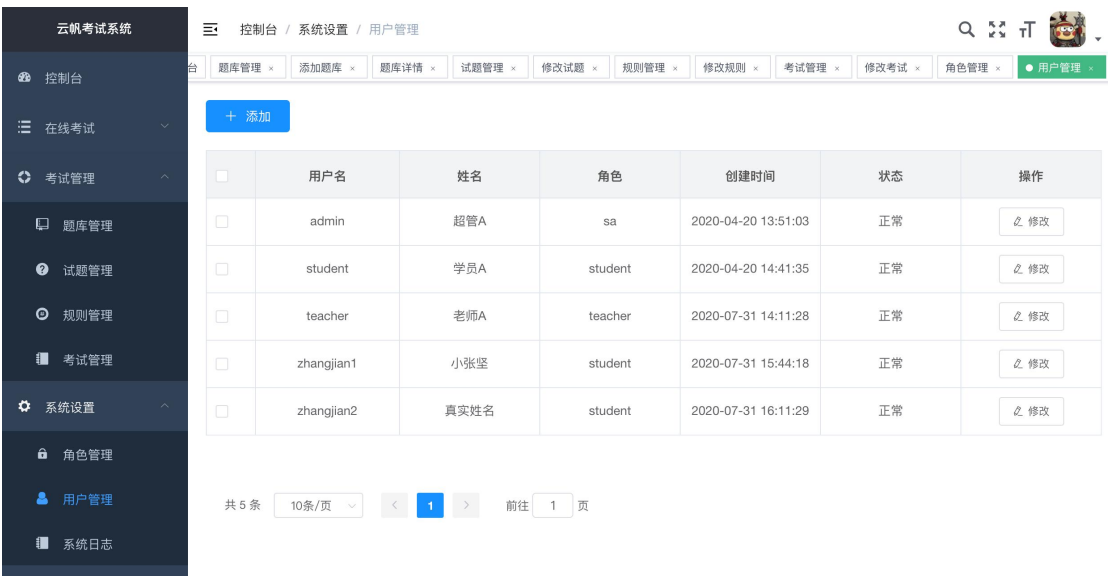 云帆考试系统
控制台
在线考试
考试管理
题库管理
试题管理
规则管理
考试管理
系统设置
角色管理
用户管理
系统日志
控制台 / 系统设置 / 用户管理
台 题库管理 × 添加题库 × 题库详情 × 试题管理 × 修改试题 × 规则管理 × 修改规则 × 考试管理 × 修改考试 × 角色管理 × 用户管理 ×
+ 添加
用户名 姓名 角色 创建时间 状态 操作
admin 超管A sa 2020-04-20 13:51:03 正常 修改
student 学员A student 2020-04-20 14:41:35 正常 修改
teacher 老师A teacher 2020-07-31 14:11:28 正常 修改
zhangjian1 小张坚 student 2020-07-31 15:44:18 正常 修改
zhangjian2 真实姓名 student 2020-07-31 16:11:29 正常 修改
共 5 条 10条/页 < 1 > 前往 1 页